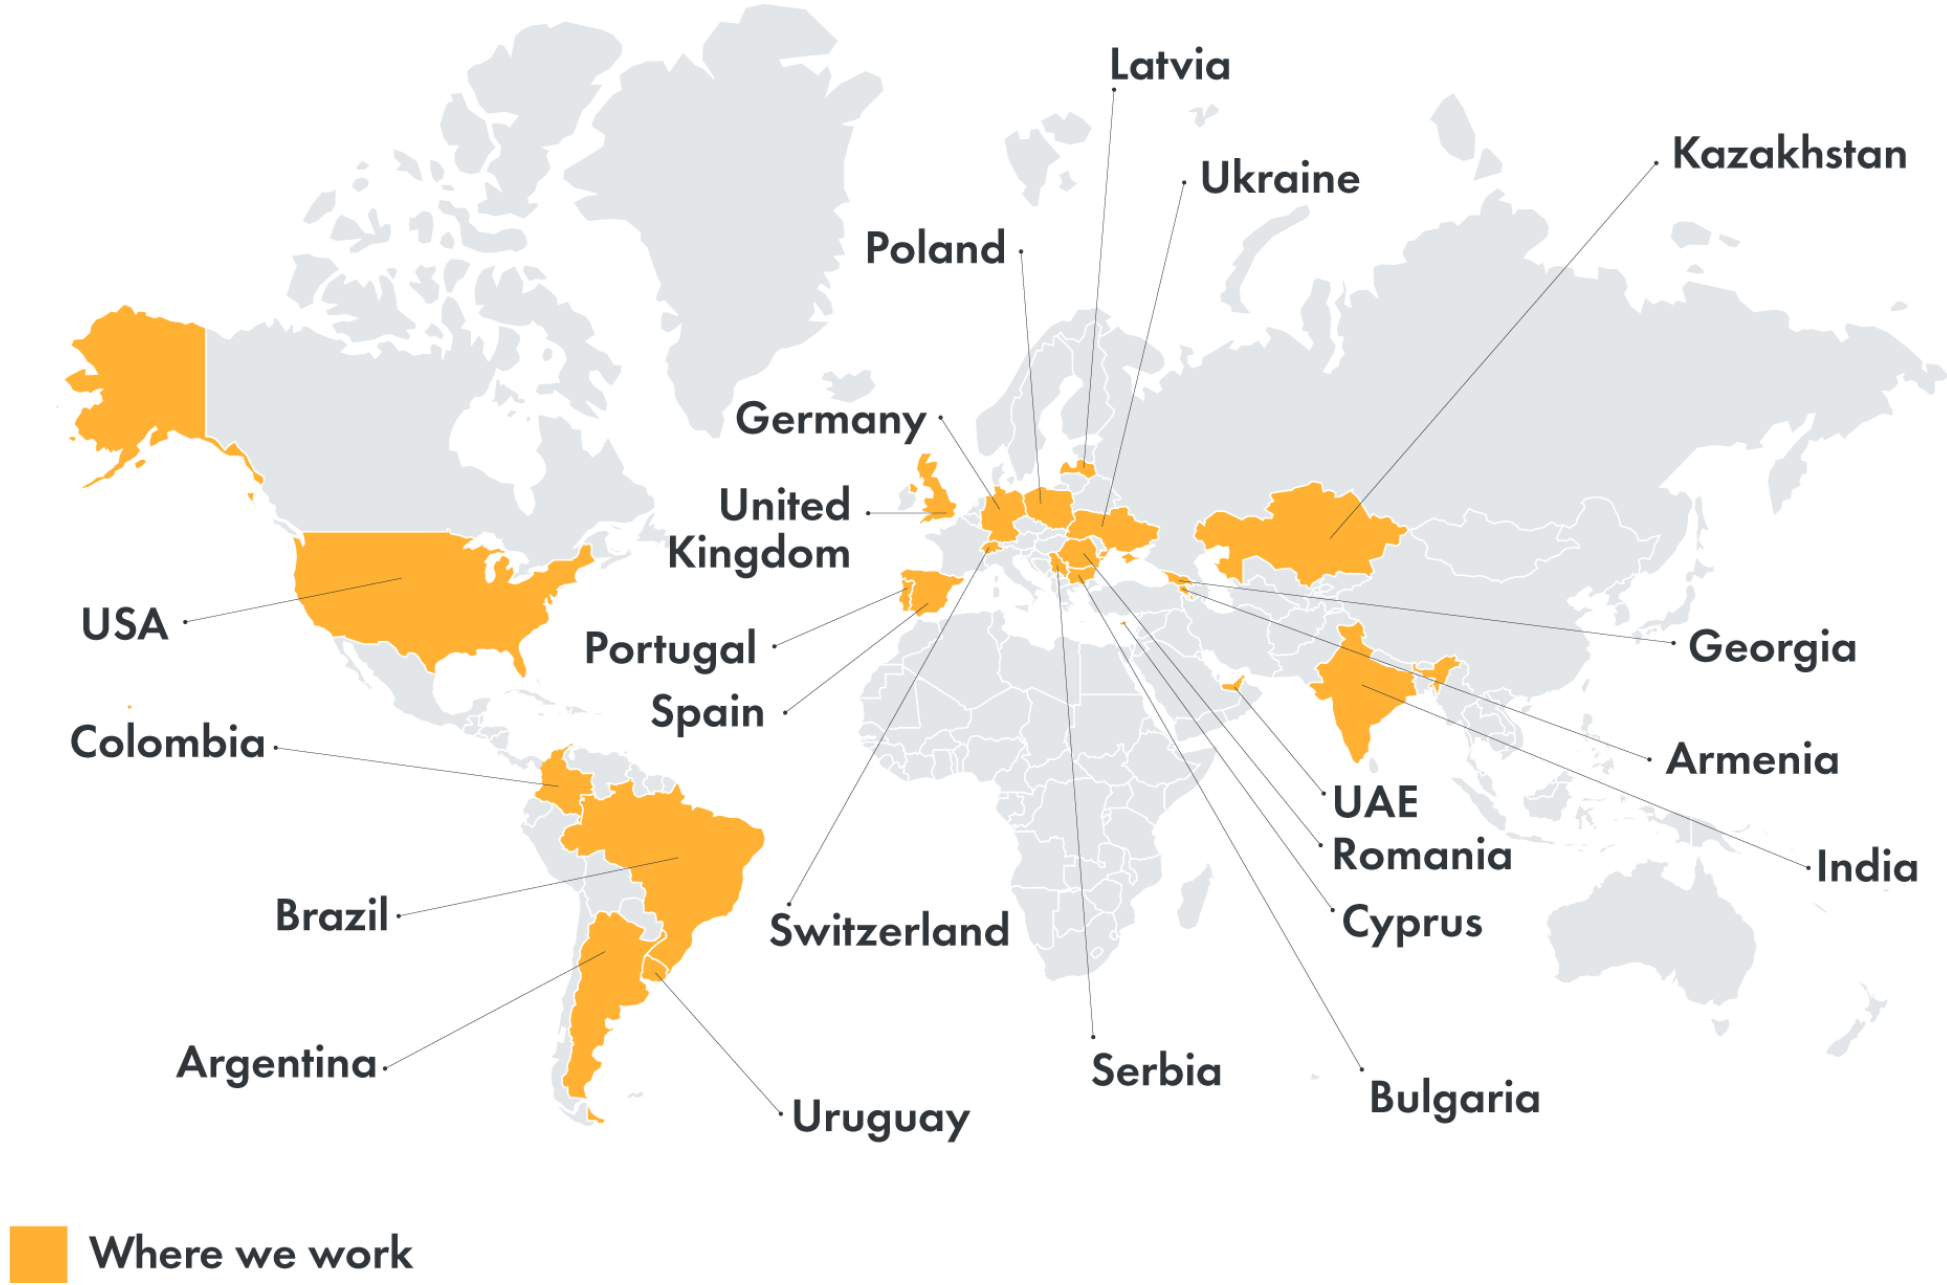 Latvia
Kazakhstan
Ukraine
Poland
Germany
United
Kingdom
USA
Portugal
Georgia
Spain
Colombia
Armenia
UAE
Romania
India
Brazil
Switzerland
Cyprus
Argentina
Serbia
Bulgaria
Uruguay
Where we work